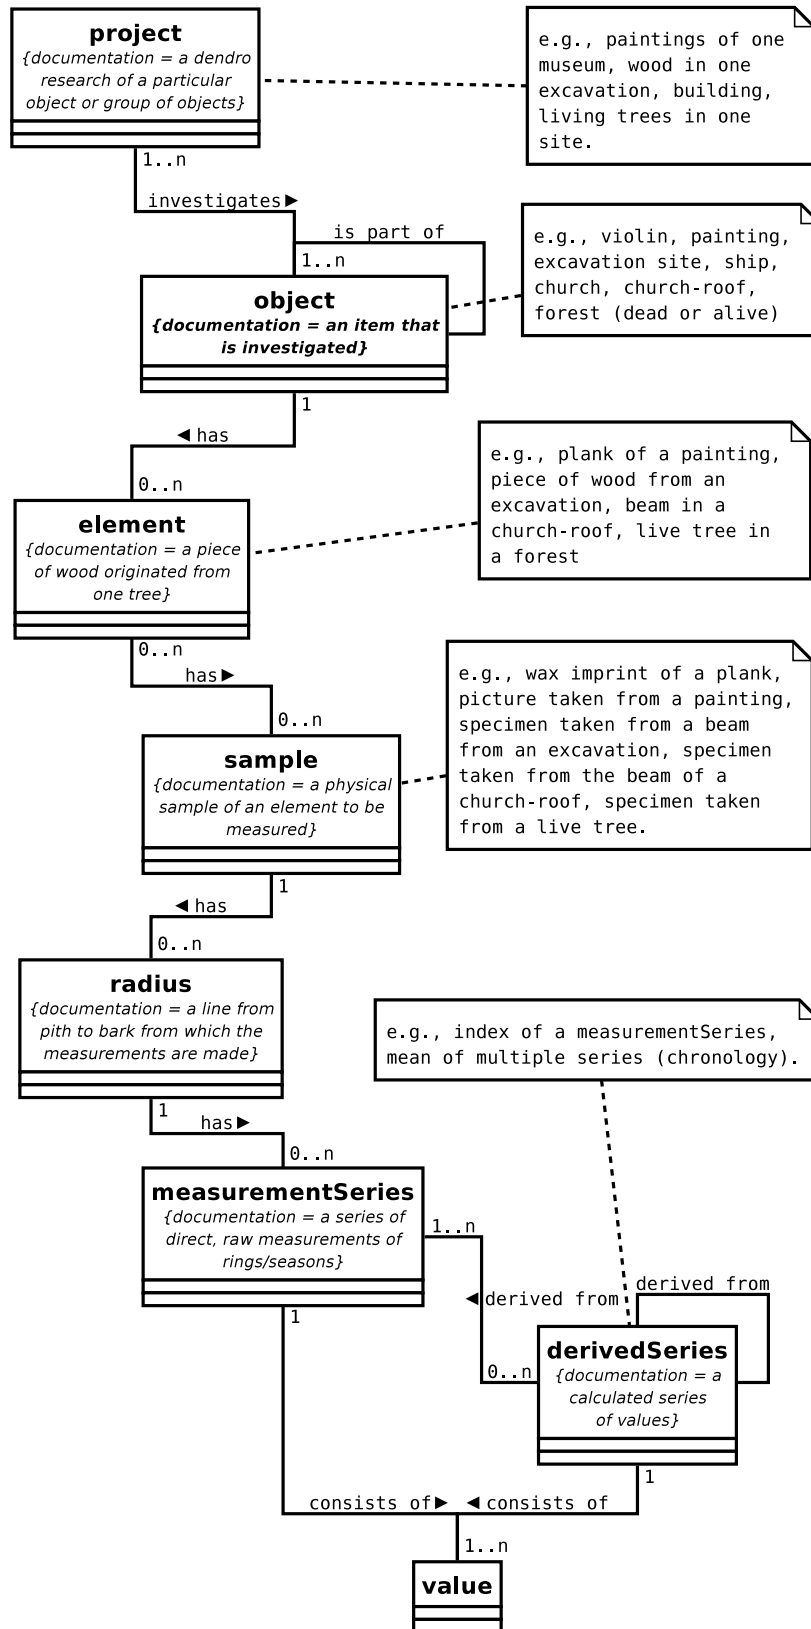 project
{documentation = a dendro
research of a particular
object or group of objects}
e.g., paintings of one
museum, wood in one
excavation, building,
living trees in one
site.
1..n
investigates►
is part of
1..n
object
{documentation = an item that
is investigated}
e.g., violin, painting,
excavation site, ship,
church, church-roof,
forest (dead or alive)
1
◄has
0..n
element
{documentation = a piece
of wood originated from
one tree}
e.g., plank of a painting,
piece of wood from an
excavation, beam in a
church-roof, live tree in
a forest
0..n
has►
0..n
sample
{documentation = a physical
sample of an element to be
measured}
e.g., wax imprint of a plank,
picture taken from a painting,
specimen taken from a beam
from an excavation, specimen
taken from the beam of a
church-roof, specimen taken
from a live tree.
1
◄has
0..n
radius
{documentation = a line from
pith to bark from which the
measurements are made}
e.g., index of a measurementSeries,
mean of multiple series (chronology).
1
has►
0..n
measurementSeries
{documentation = a series of
direct, raw measurements of
rings/seasons}
1..n
◄derived from
0..n
derived from
derivedSeries
{documentation = a
calculated series
of values}
1
1
consists of►
◄consists of
1..n
value